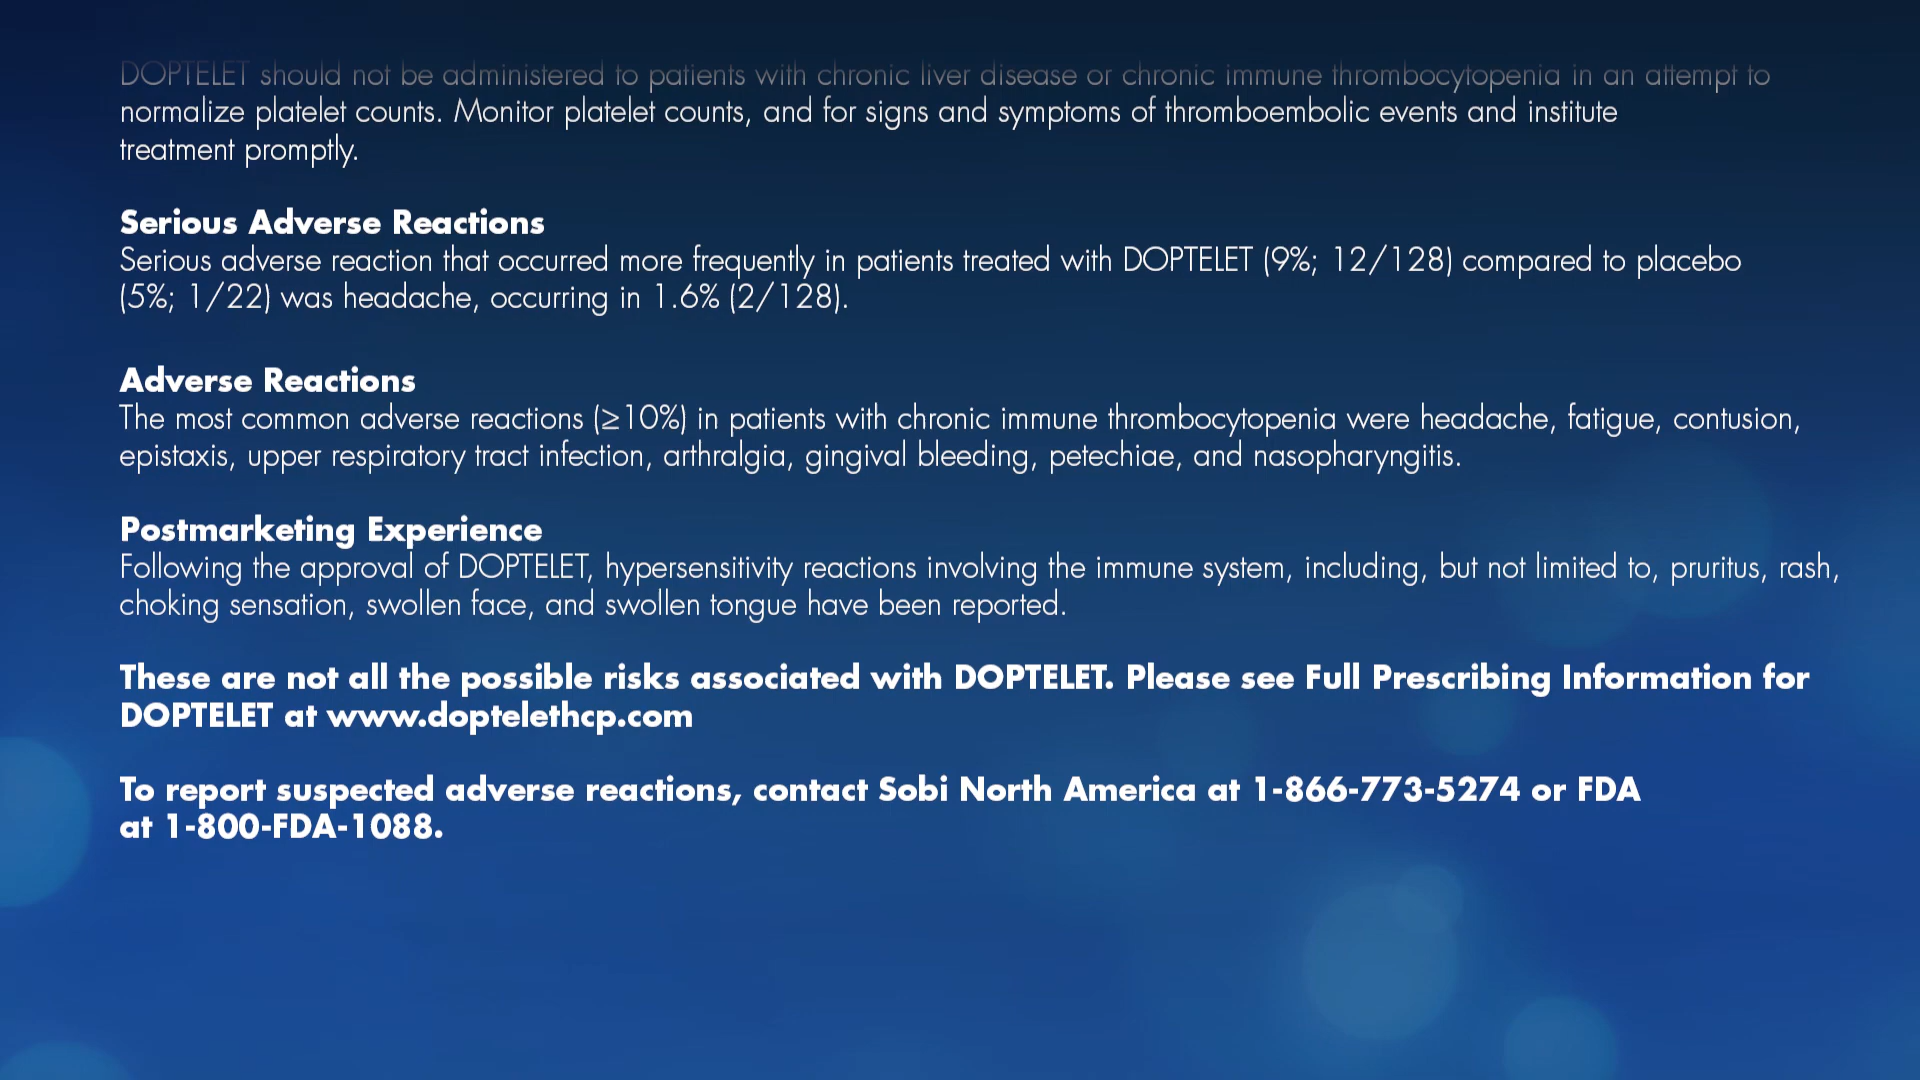 DOPTELET should not be administered to patients with chronic liver disease or chronic immune thrombocytopenia in an attempt to
normalize platelet counts. Monitor platelet counts, and for signs and symptoms of thromboembolic events and institute
treatment promptly.
Serious Adverse Reactions
Serious adverse reaction that occurred more frequently in patients treated with DOPTELET (9%; 12/128) compared to placebo
(5%; 1/22) was headache, occurring in 1.6% (2/128).
Adverse Reactions
The most common adverse reactions (≥10%) in patients with chronic immune thrombocytopenia were headache, fatigue, contusion,
epistaxis, upper respiratory tract infection, arthralgia, gingival bleeding, petechiae, and nasopharyngitis.
Postmarketing Experience
Following the approval of DOPTELET, hypersensitivity reactions involving the immune system, including, but not limited to, pruritus, rash,
choking sensation, swollen face, and swollen tongue have been reported.
These are not all the possible risks associated with DOPTELET. Please see Full Prescribing Information for
DOPTELET at www.doptelethcp.com
To report suspected adverse reactions, contact Sobi North America at 1-866-773-5274 or FDA
at 1-800-FDA-1088.